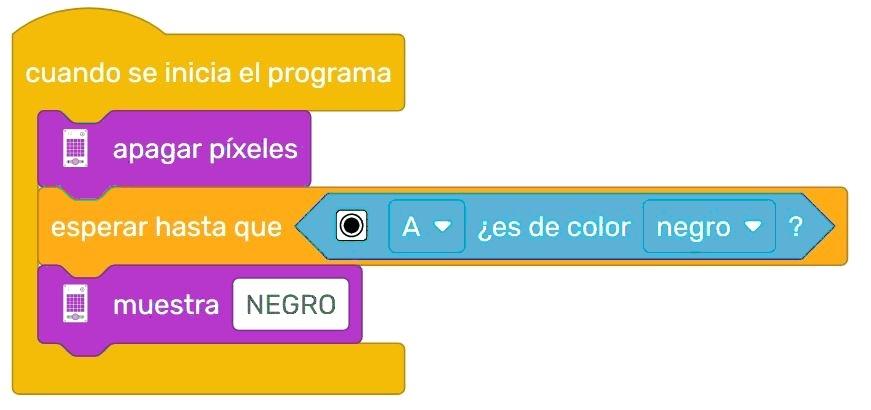 cuando se inicia el programa
apagar píxeles
esperar hasta que A ¿es de color negro ?
muestra NEGRO